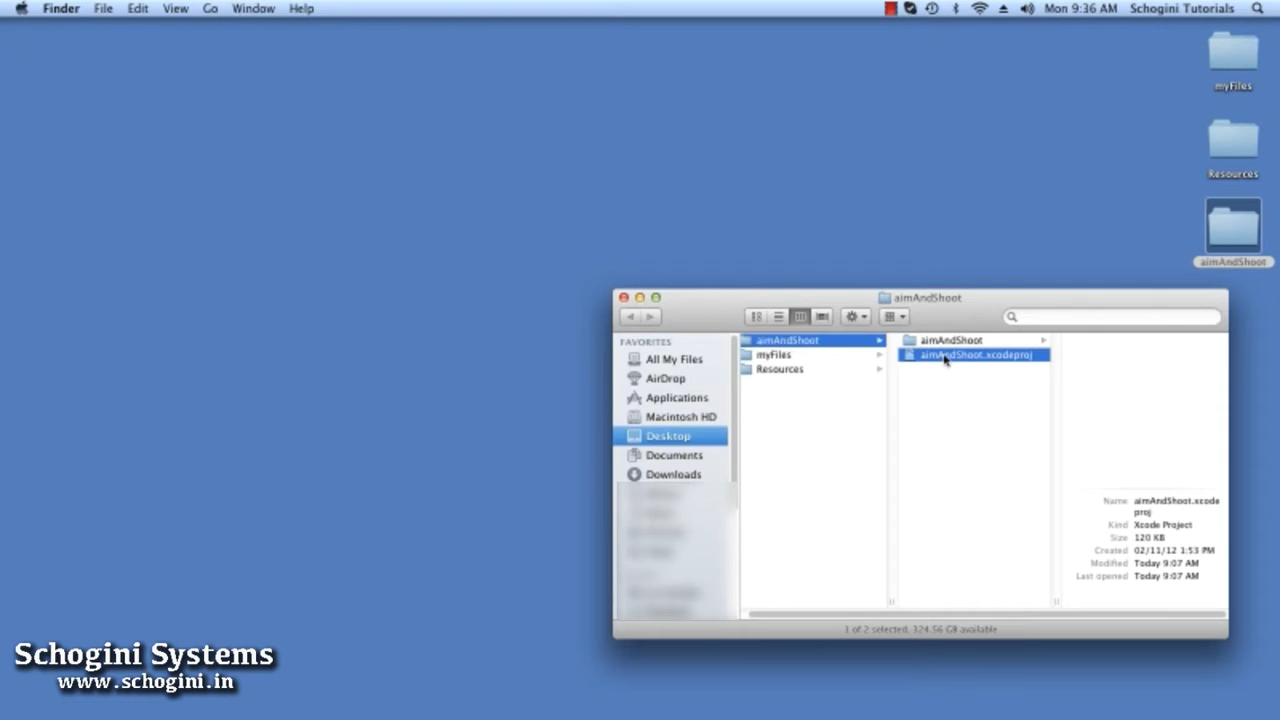 Finder File Edit View Go Window Help
Mon 9:36 AM Schogini Tutorials
myFiles
Resources
aimAndShoot
aimAndShoot
FAVORITES
All My Files
AirDrop
Applications
Macintosh HD
Desktop
Documents
Downloads
aimAndShoot
myFiles
Resources
aimAndShoot
aimAndShoot.xcodeproj
Name aimAndShoot.xcode
proj
Kind Xcode Project
Size 120 KB
Created 02/11/12 1:53 PM
Modified Today 9:07 AM
Last opened Today 9:07 AM
1 of 2 selected, 324.56 GB available
Schogini Systems
www.schogini.in